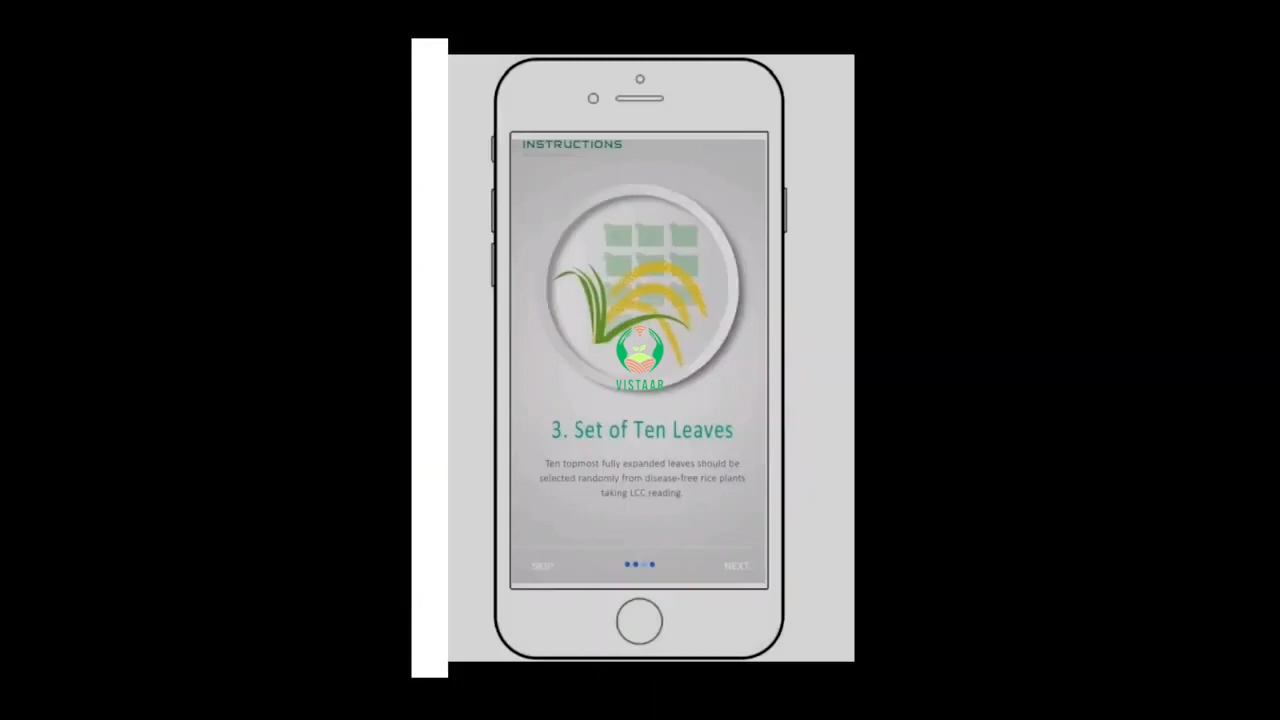 INSTRUCTIONS
VISTAAR
3. Set of Ten Leaves
Ten topmost fully expanded leaves should be
selected randomly from disease-free rice plants
taking LCC reading.
SKIP
NEXT